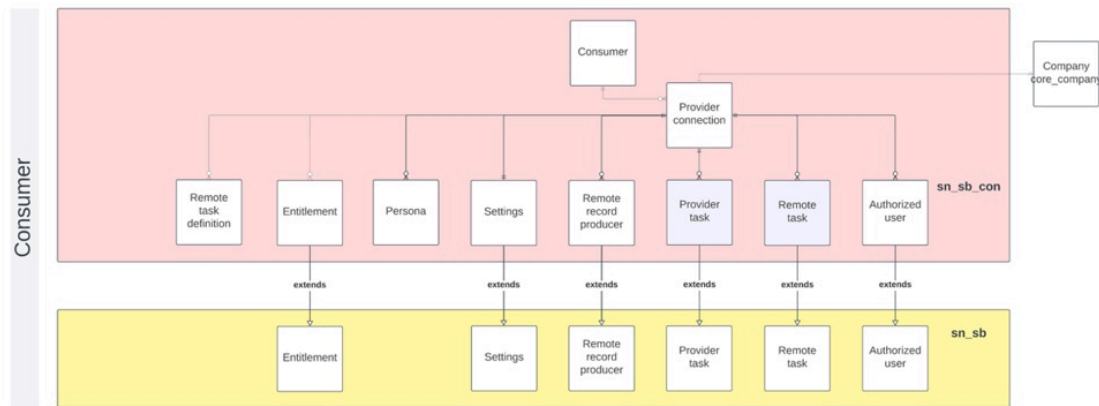 Consumer
Consumer
Company
core_company
Provider
connection
sn_sb_con
Remote
task
definition
Entitlement
Persona
Settings
Remote
record
producer
Provider
task
Remote
task
Authorized
user
extends
extends
extends
extends
extends
extends
sn_sb
Entitlement
Settings
Remote
record
producer
Provider
task
Remote
task
Authorized
user